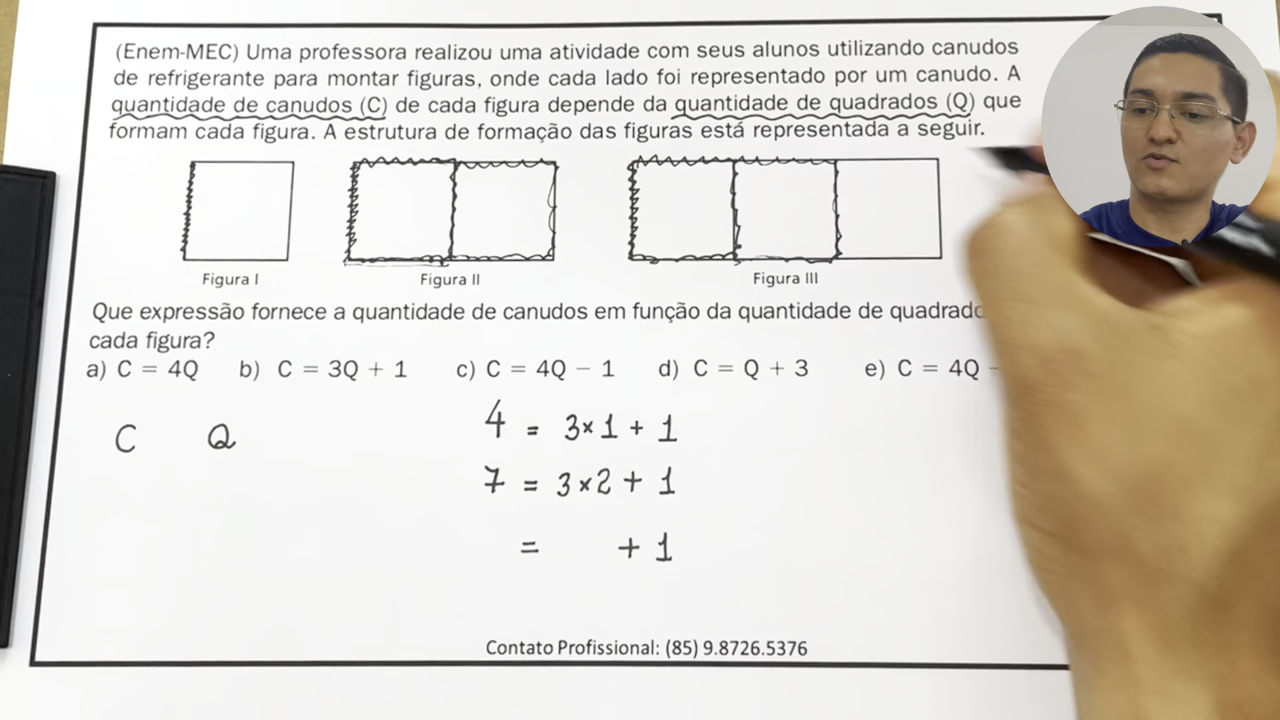 (Enem-MEC) Uma professora realizou uma atividade com seus alunos utilizando canudos
de refrigerante para montar figuras, onde cada lado foi representado por um canudo. A
quantidade de canudos (C) de cada figura depende da quantidade de quadrados (Q) que
formam cada figura. A estrutura de formação das figuras está representada a seguir.
Figura I Figura II Figura III
Que expressão fornece a quantidade de canudos em função da quantidade de
cada figura?
a) C = 4Q b) C = 3Q + 1 c) C = 4Q − 1 d) C = Q + 3 e) C = 4Q −
C Q
4 = 3×1 + 1
7 = 3×2 + 1
= + 1
Contato Profissional: (85) 9.8726.5376